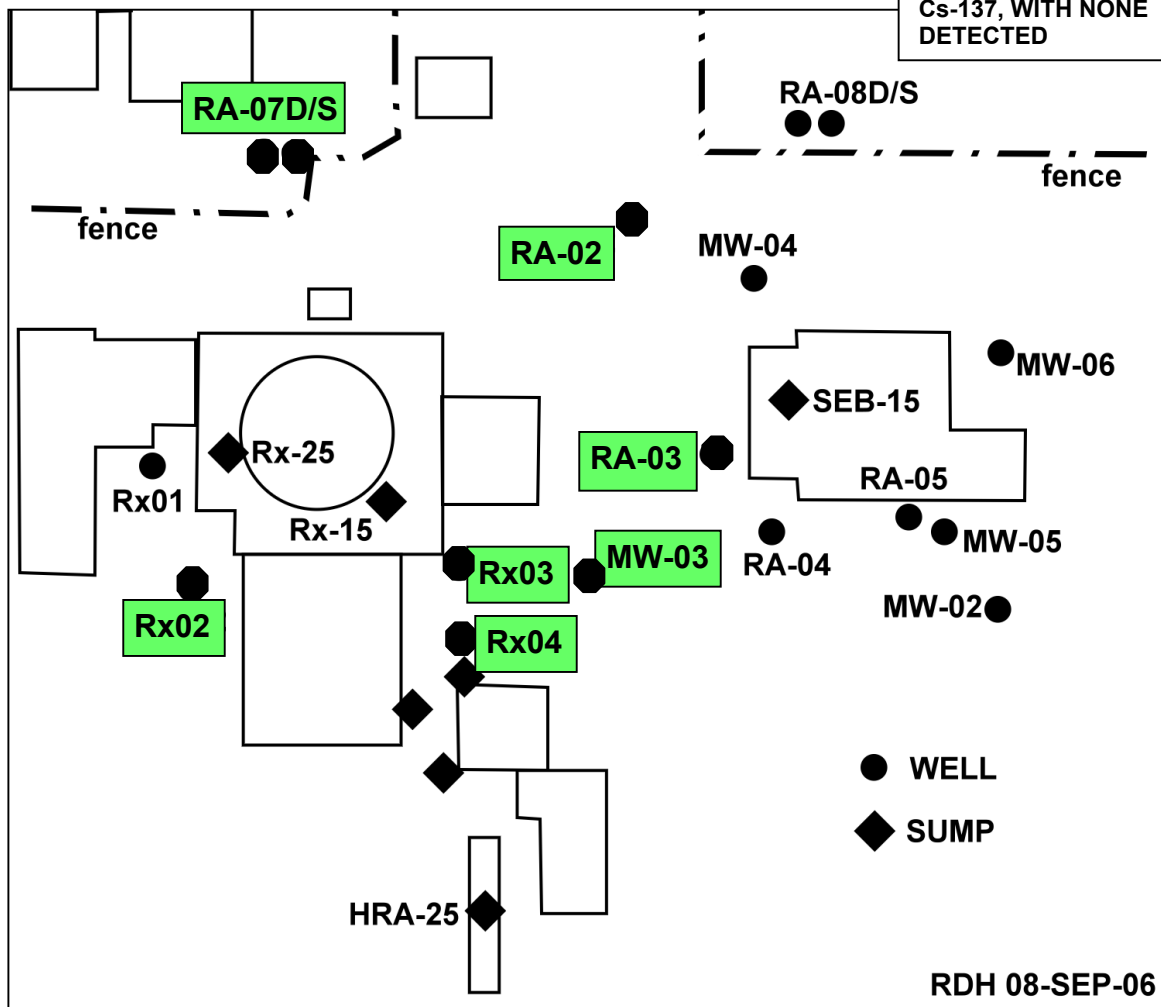 Cs-137, WITH NONE
DETECTED
RA-07D/S
RA-08D/S
fence
fence
RA-02
MW-04
MW-06
SEB-15
Rx-25
RA-03
RA-05
Rx01
Rx-15
MW-05
RA-04
Rx03
MW-03
MW-02
Rx02
Rx04
WELL
SUMP
HRA-25
RDH 08-SEP-06